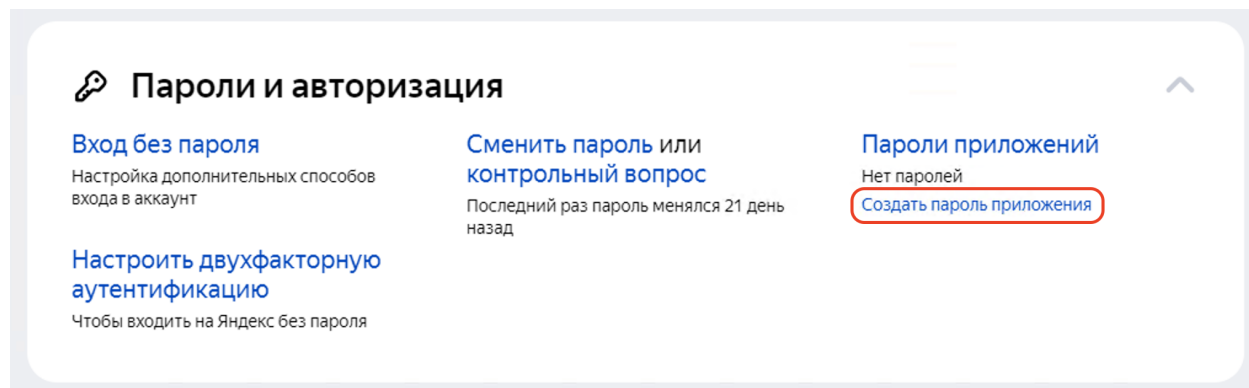 Пароли и авторизация
Вход без пароля
Настройка дополнительных способов
входа в аккаунт
Сменить пароль или
контрольный вопрос
Последний раз пароль менялся 21 день
назад
Пароли приложений
Нет паролей
Создать пароль приложения
Настроить двухфакторную
аутентификацию
Чтобы входить на Яндекс без пароля